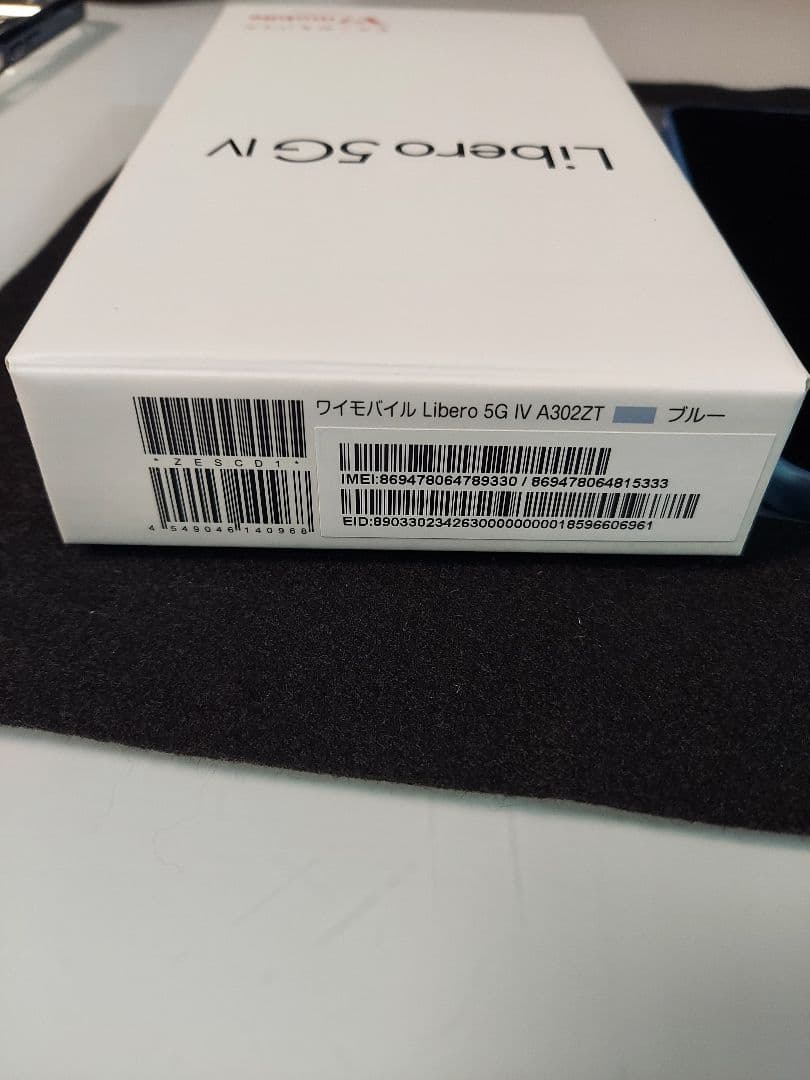 Y!mobile
Libero 5G IV
ワイモバイル Libero 5G IV A302ZT ブルー
*ZESCD1*
4 549046 140968
IMEI:869478064789330 / 869478064815333
EID:89033023426300000000018596606961